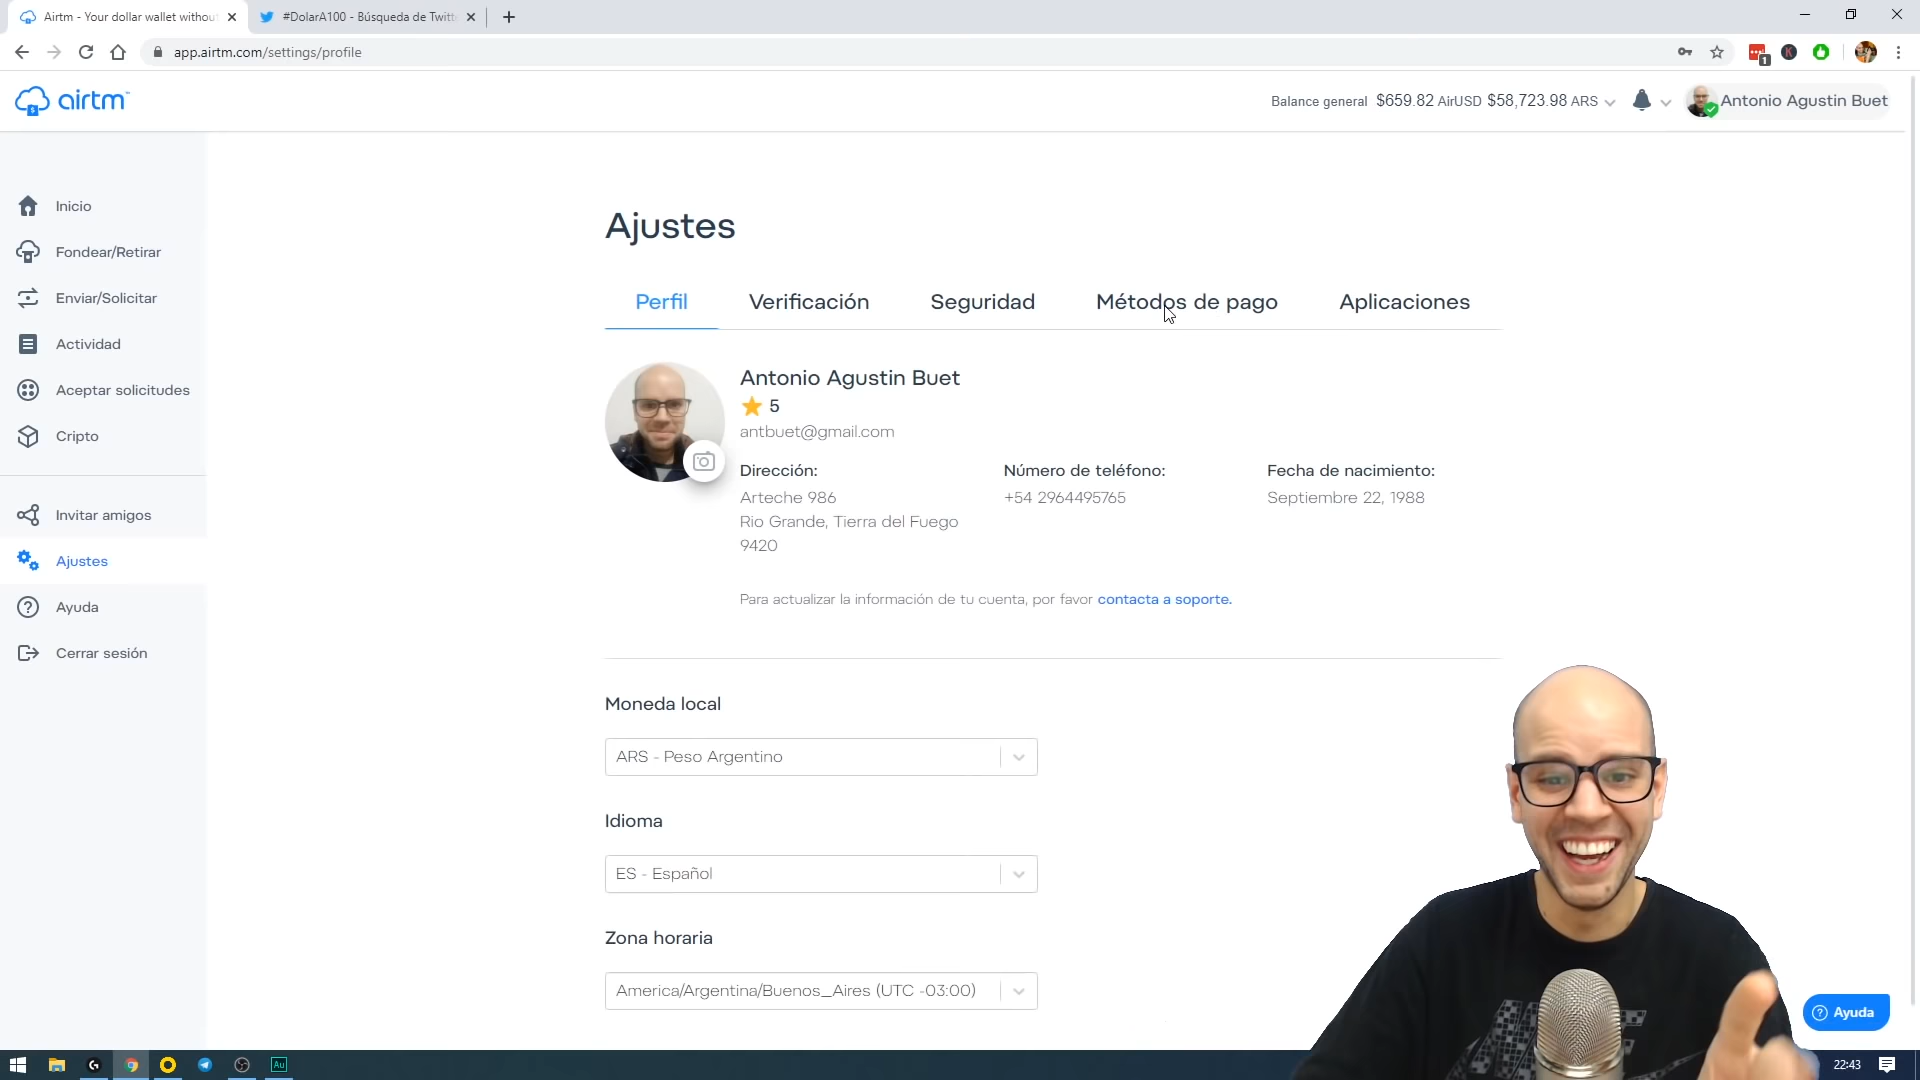 Airtm - Your dollar wallet withou
#DolarA100 - Búsqueda de Twitt
app.airtm.com/settings/profile
1
K
airtm
Balance general $659.82 AirUSD $58,723.98 ARS
Antonio Agustin Buet
Inicio
Fondear/Retirar
Enviar/Solicitar
Actividad
Aceptar solicitudes
Cripto
Invitar amigos
Ajustes
Ayuda
Cerrar sesión
Ajustes
Perfil
Verificación
Seguridad
Métodos de pago
Aplicaciones
Antonio Agustin Buet
5
antbuet@gmail.com
Dirección:
Arteche 986
Rio Grande, Tierra del Fuego
9420
Número de teléfono:
+54 2964495765
Fecha de nacimiento:
Septiembre 22, 1988
Para actualizar la información de tu cuenta, por favor contacta a soporte.
Moneda local
ARS - Peso Argentino
Idioma
ES - Español
Zona horaria
America/Argentina/Buenos_Aires (UTC -03:00)
Ayuda
Au
22:43